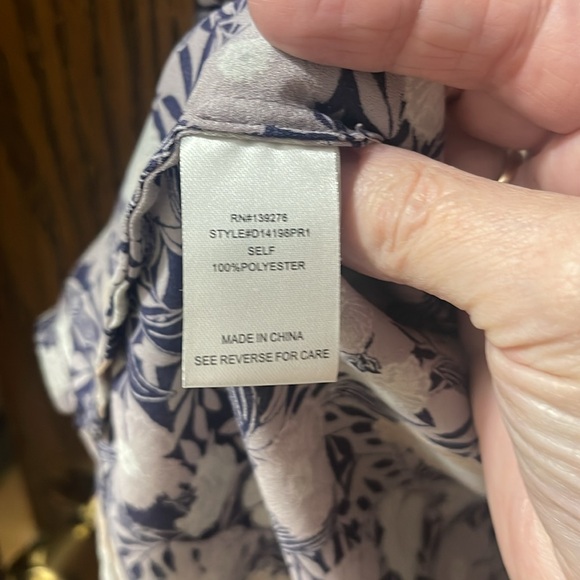 RN#139276
STYLE#D14198PR1
SELF
100%POLYESTER
MADE IN CHINA
SEE REVERSE FOR CARE